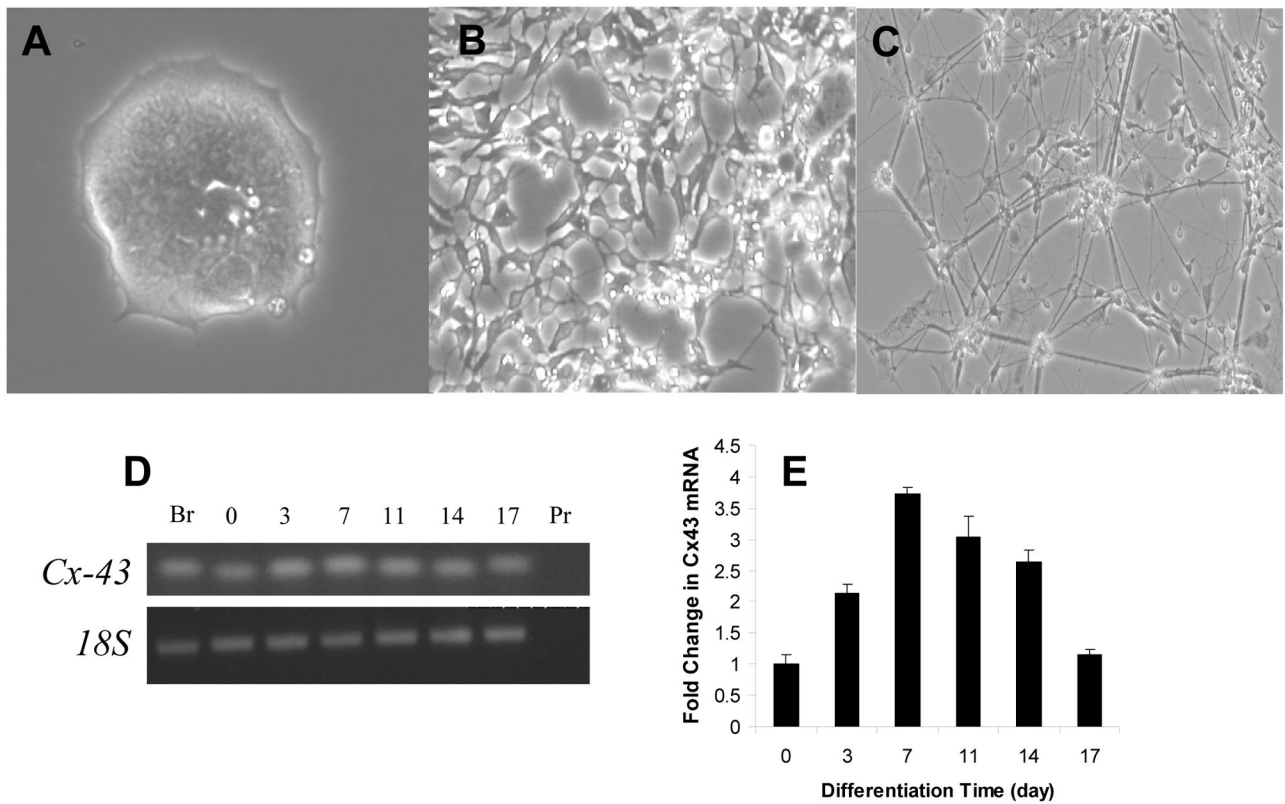 A
B
C
D
Br 0 3 7 11 14 17 Pr
Cx-43
18S
E
Fold Change in Cx43 mRNA
4.5
4
3.5
3
2.5
2
1.5
1
0.5
0
0 3 7 11 14 17
Differentiation Time (day)